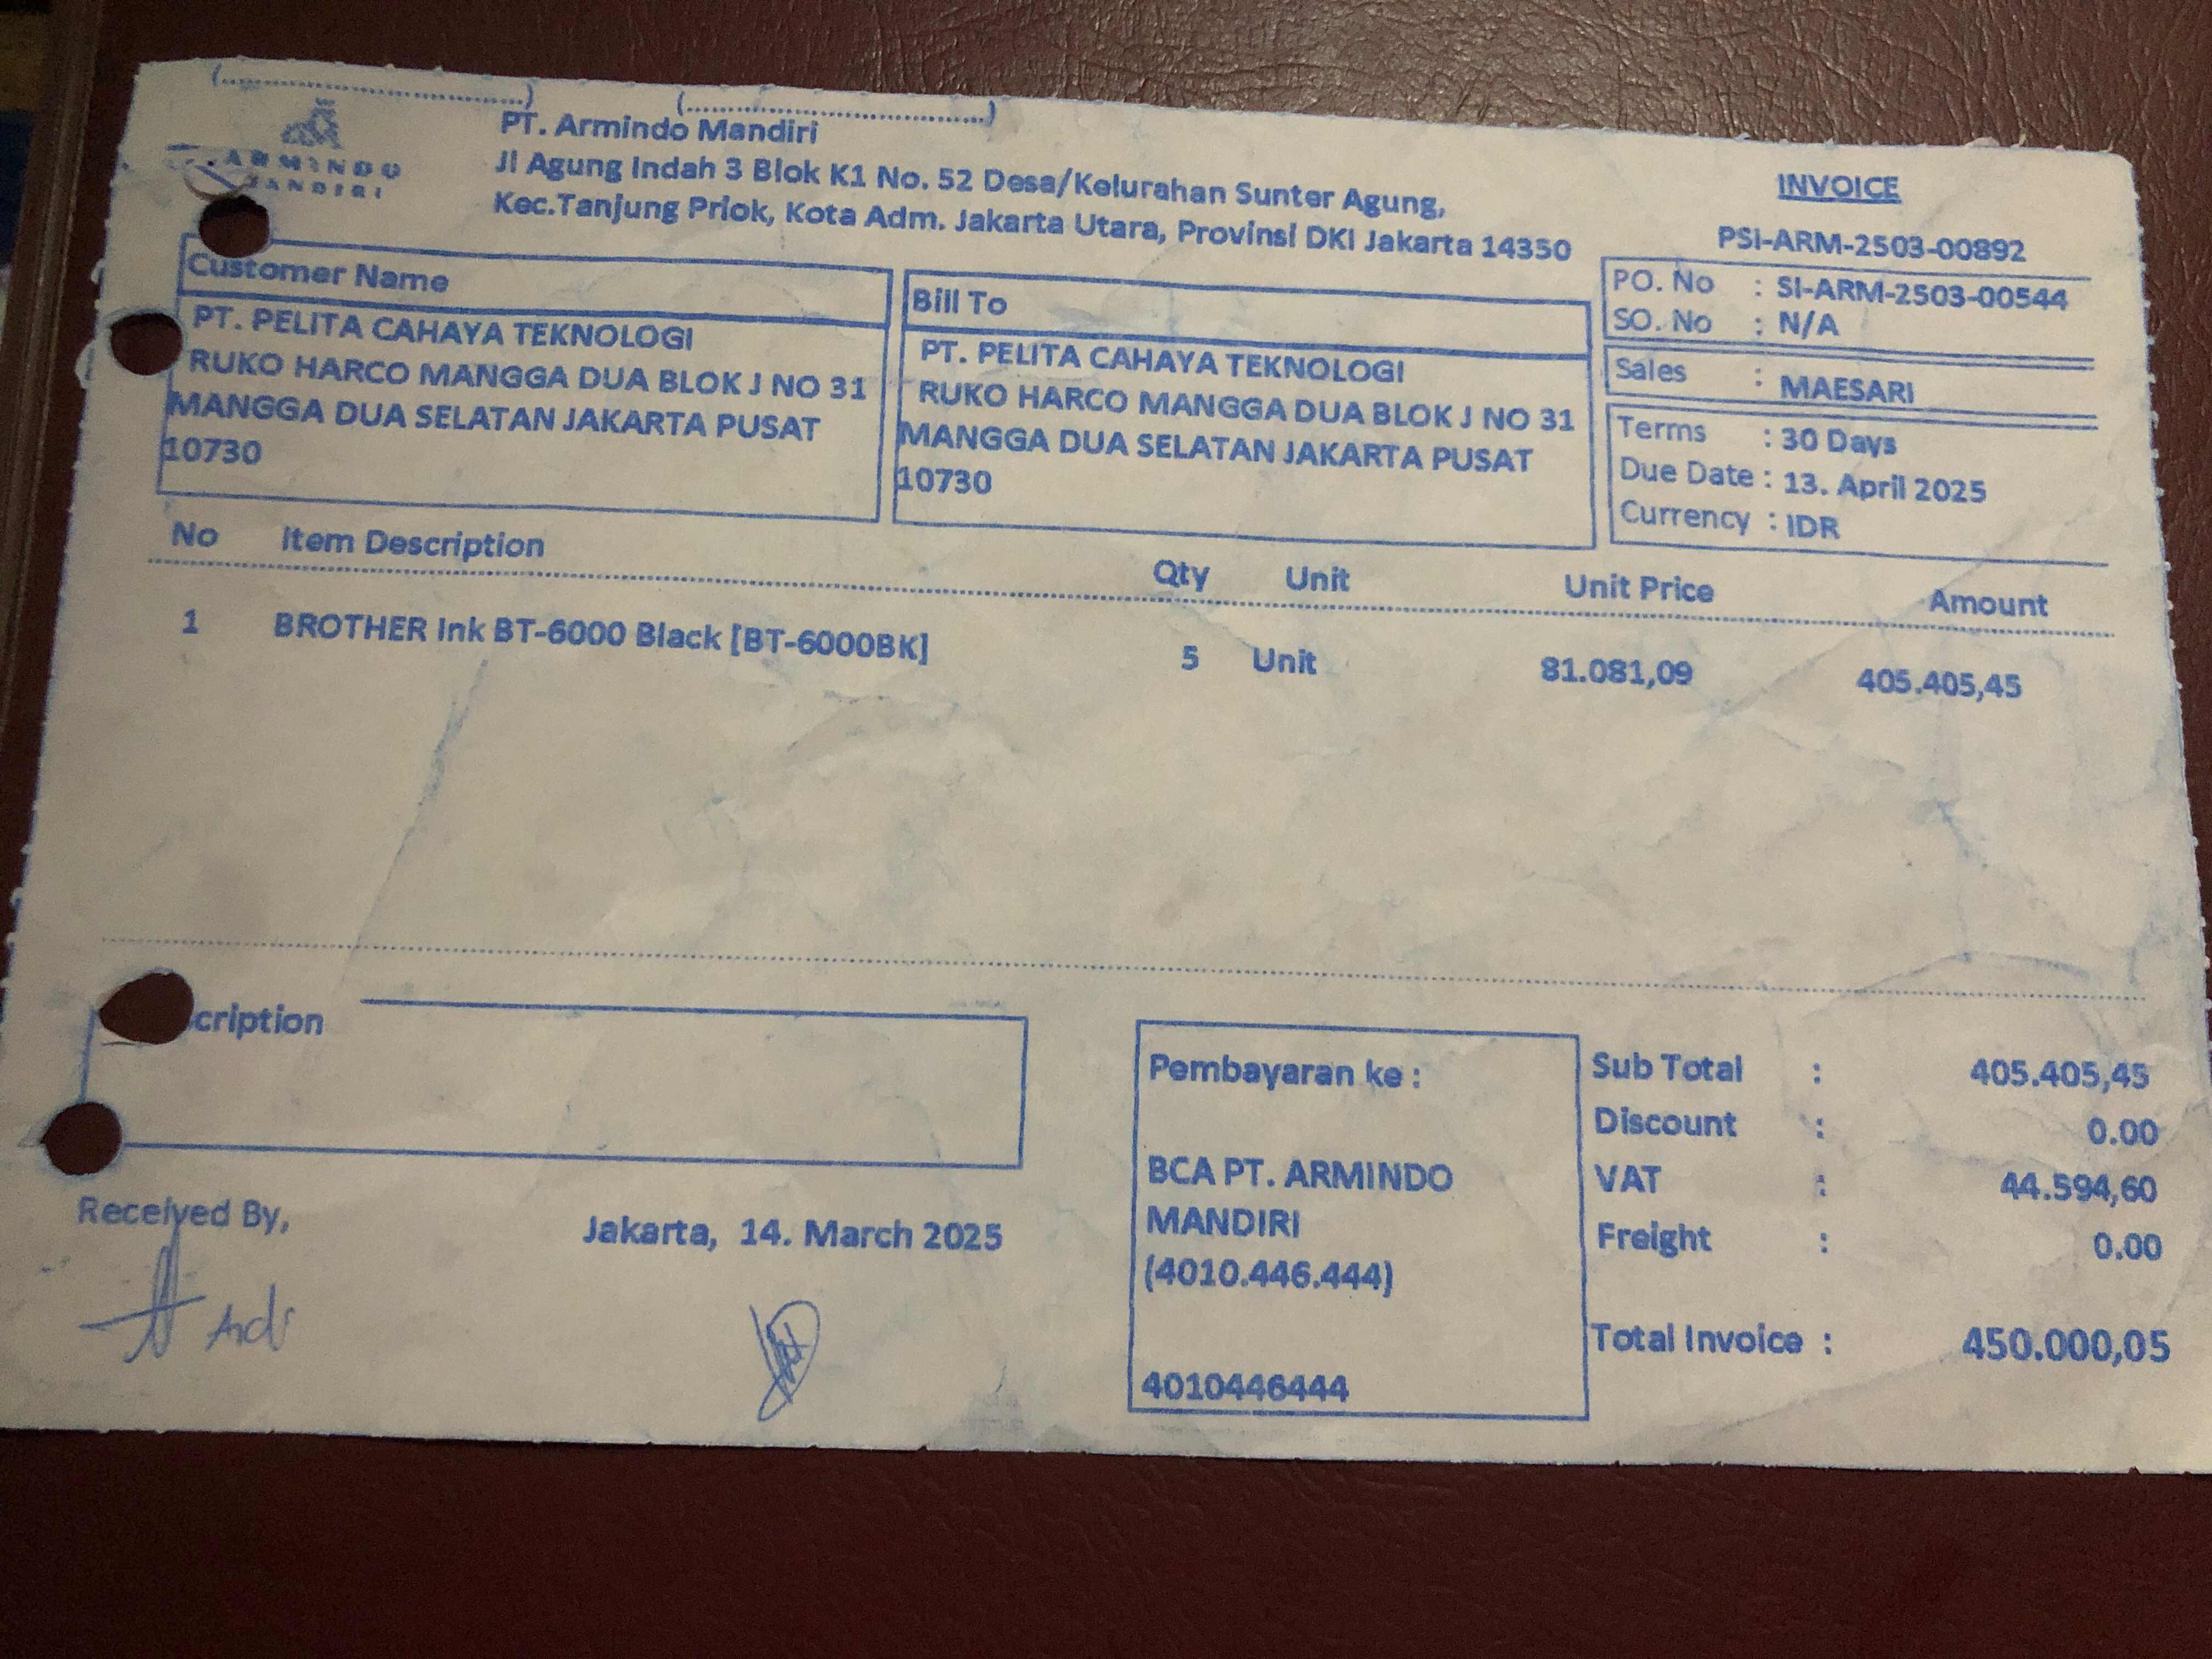 (........................................)
(........................................)
ARMINDO
MANDIRI
PT. Armindo Mandiri
Jl Agung Indah 3 Blok K1 No. 52 Desa/Kelurahan Sunter Agung,
Kec.Tanjung Priok, Kota Adm. Jakarta Utara, Provinsi DKI Jakarta 14350
INVOICE
PSI-ARM-2503-00892
Customer Name
PT. PELITA CAHAYA TEKNOLOGI
RUKO HARCO MANGGA DUA BLOK J NO 31
MANGGA DUA SELATAN JAKARTA PUSAT
10730
Bill To
PT. PELITA CAHAYA TEKNOLOGI
RUKO HARCO MANGGA DUA BLOK J NO 31
MANGGA DUA SELATAN JAKARTA PUSAT
10730
PO. No : SI-ARM-2503-00544
SO. No : N/A
Sales : MAESARI
Terms : 30 Days
Due Date : 13. April 2025
Currency : IDR
No Item Description Qty Unit Unit Price Amount
1 BROTHER Ink BT-6000 Black [BT-6000BK] 5 Unit 81.081,09 405.405,45
cription
Received By,
Ardi
Jakarta, 14. March 2025
Pembayaran ke :
BCA PT. ARMINDO
MANDIRI
(4010.446.444)
4010446444
Sub Total : 405.405,45
Discount : 0.00
VAT : 44.594,60
Freight : 0.00
Total Invoice : 450.000,05